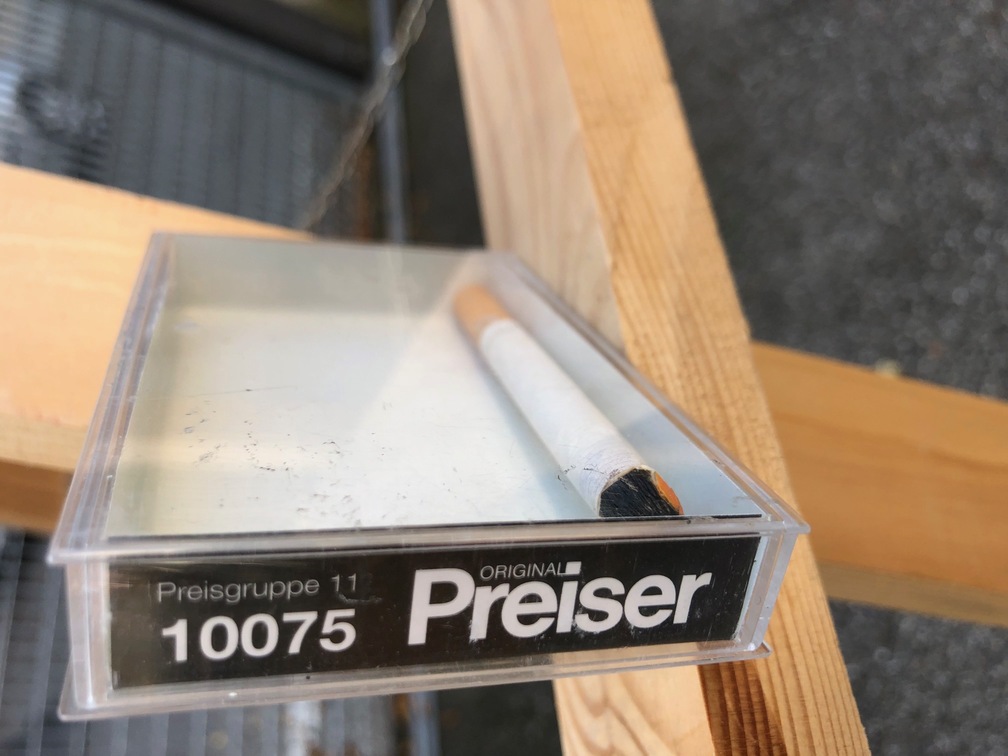 Preisgruppe 11
10075
ORIGINAL
Preiser